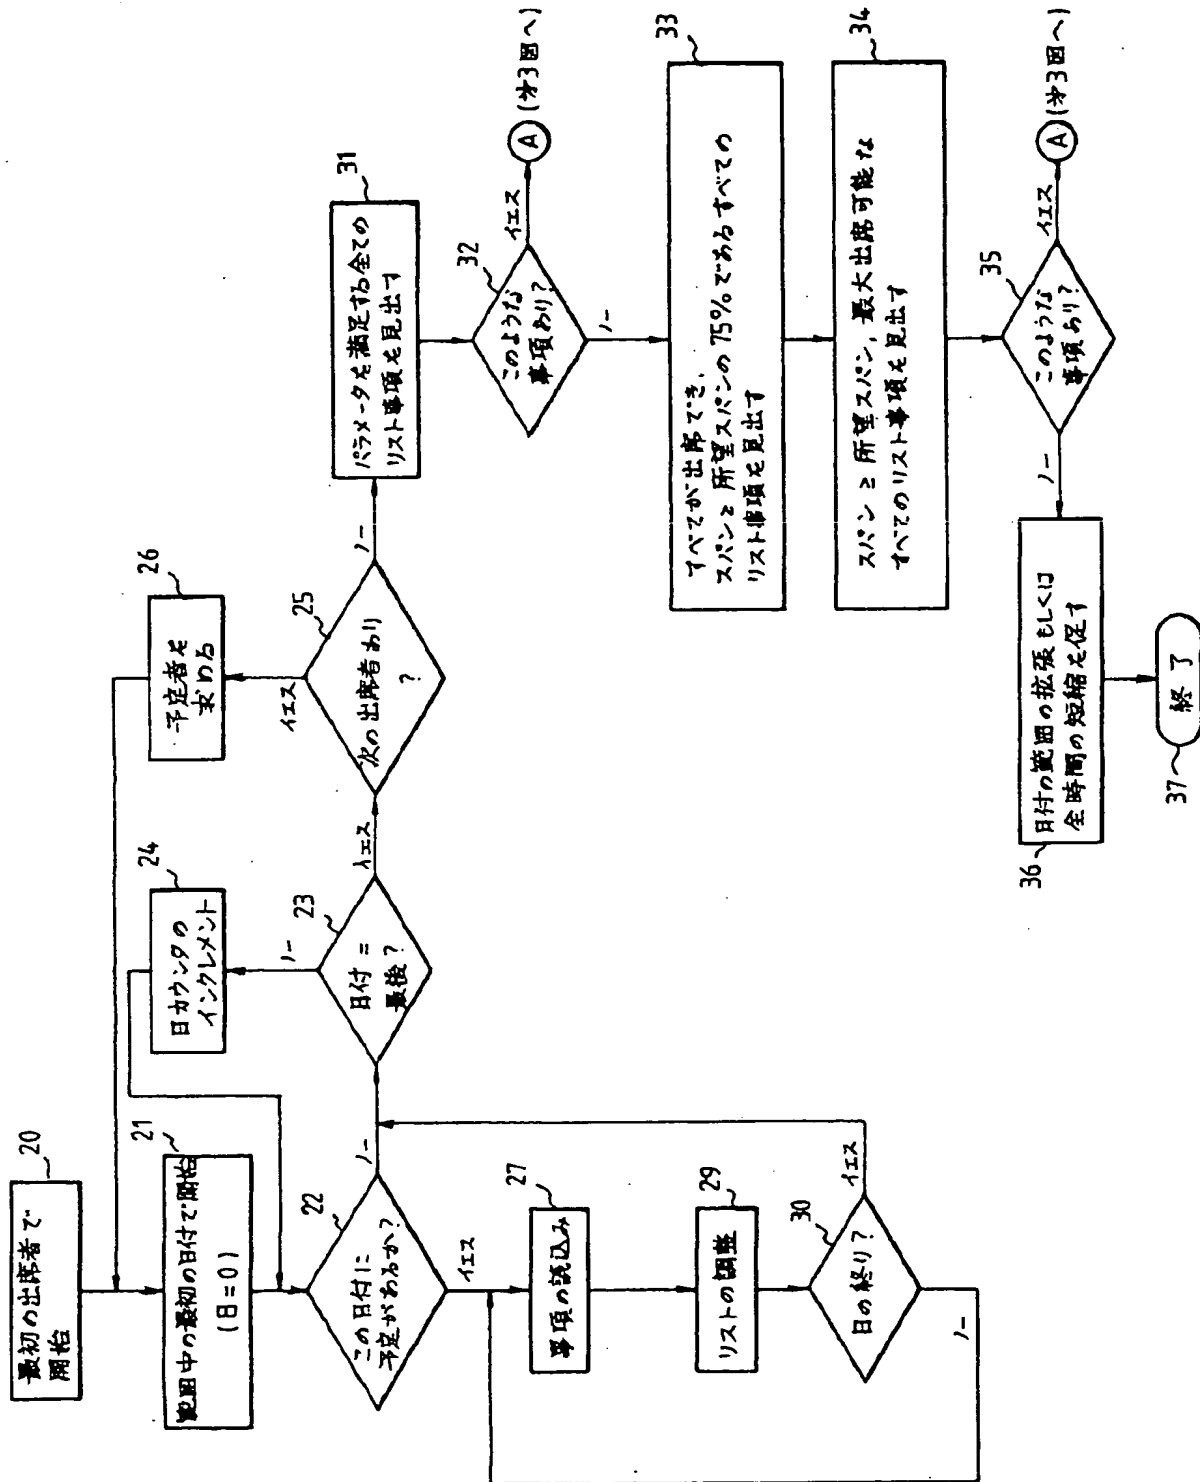 20
最初の出席者で
開始
21
範囲中の最初の日付で開始
(日=0)
22
この日付に
予定があるか?
ノー
イエス
27
事項の読込み
29
リストの調整
30
日の終り?
イエス
ノー
24
日カウンタの
インクレメント
23
日付=
最後?
ノー
イエス
26
予定者を
求める
25
次の出席者あり
?
イエス
ノー
31
パラメータを満足する全ての
リスト事項を見出す
32
このような
事項あり?
イエス
A (第3図へ)
ノー
33
すべてが出席でき,
スパン≥所望スパンの75%であるすべての
リスト事項を見出す
34
スパン≥所望スパン,最大出席可能な
すべてのリスト事項を見出す
35
このような
事項あり?
イエス
A (第3図へ)
ノー
36
日付の範囲の拡張もしくは
全時間の短縮を促す
37
終了